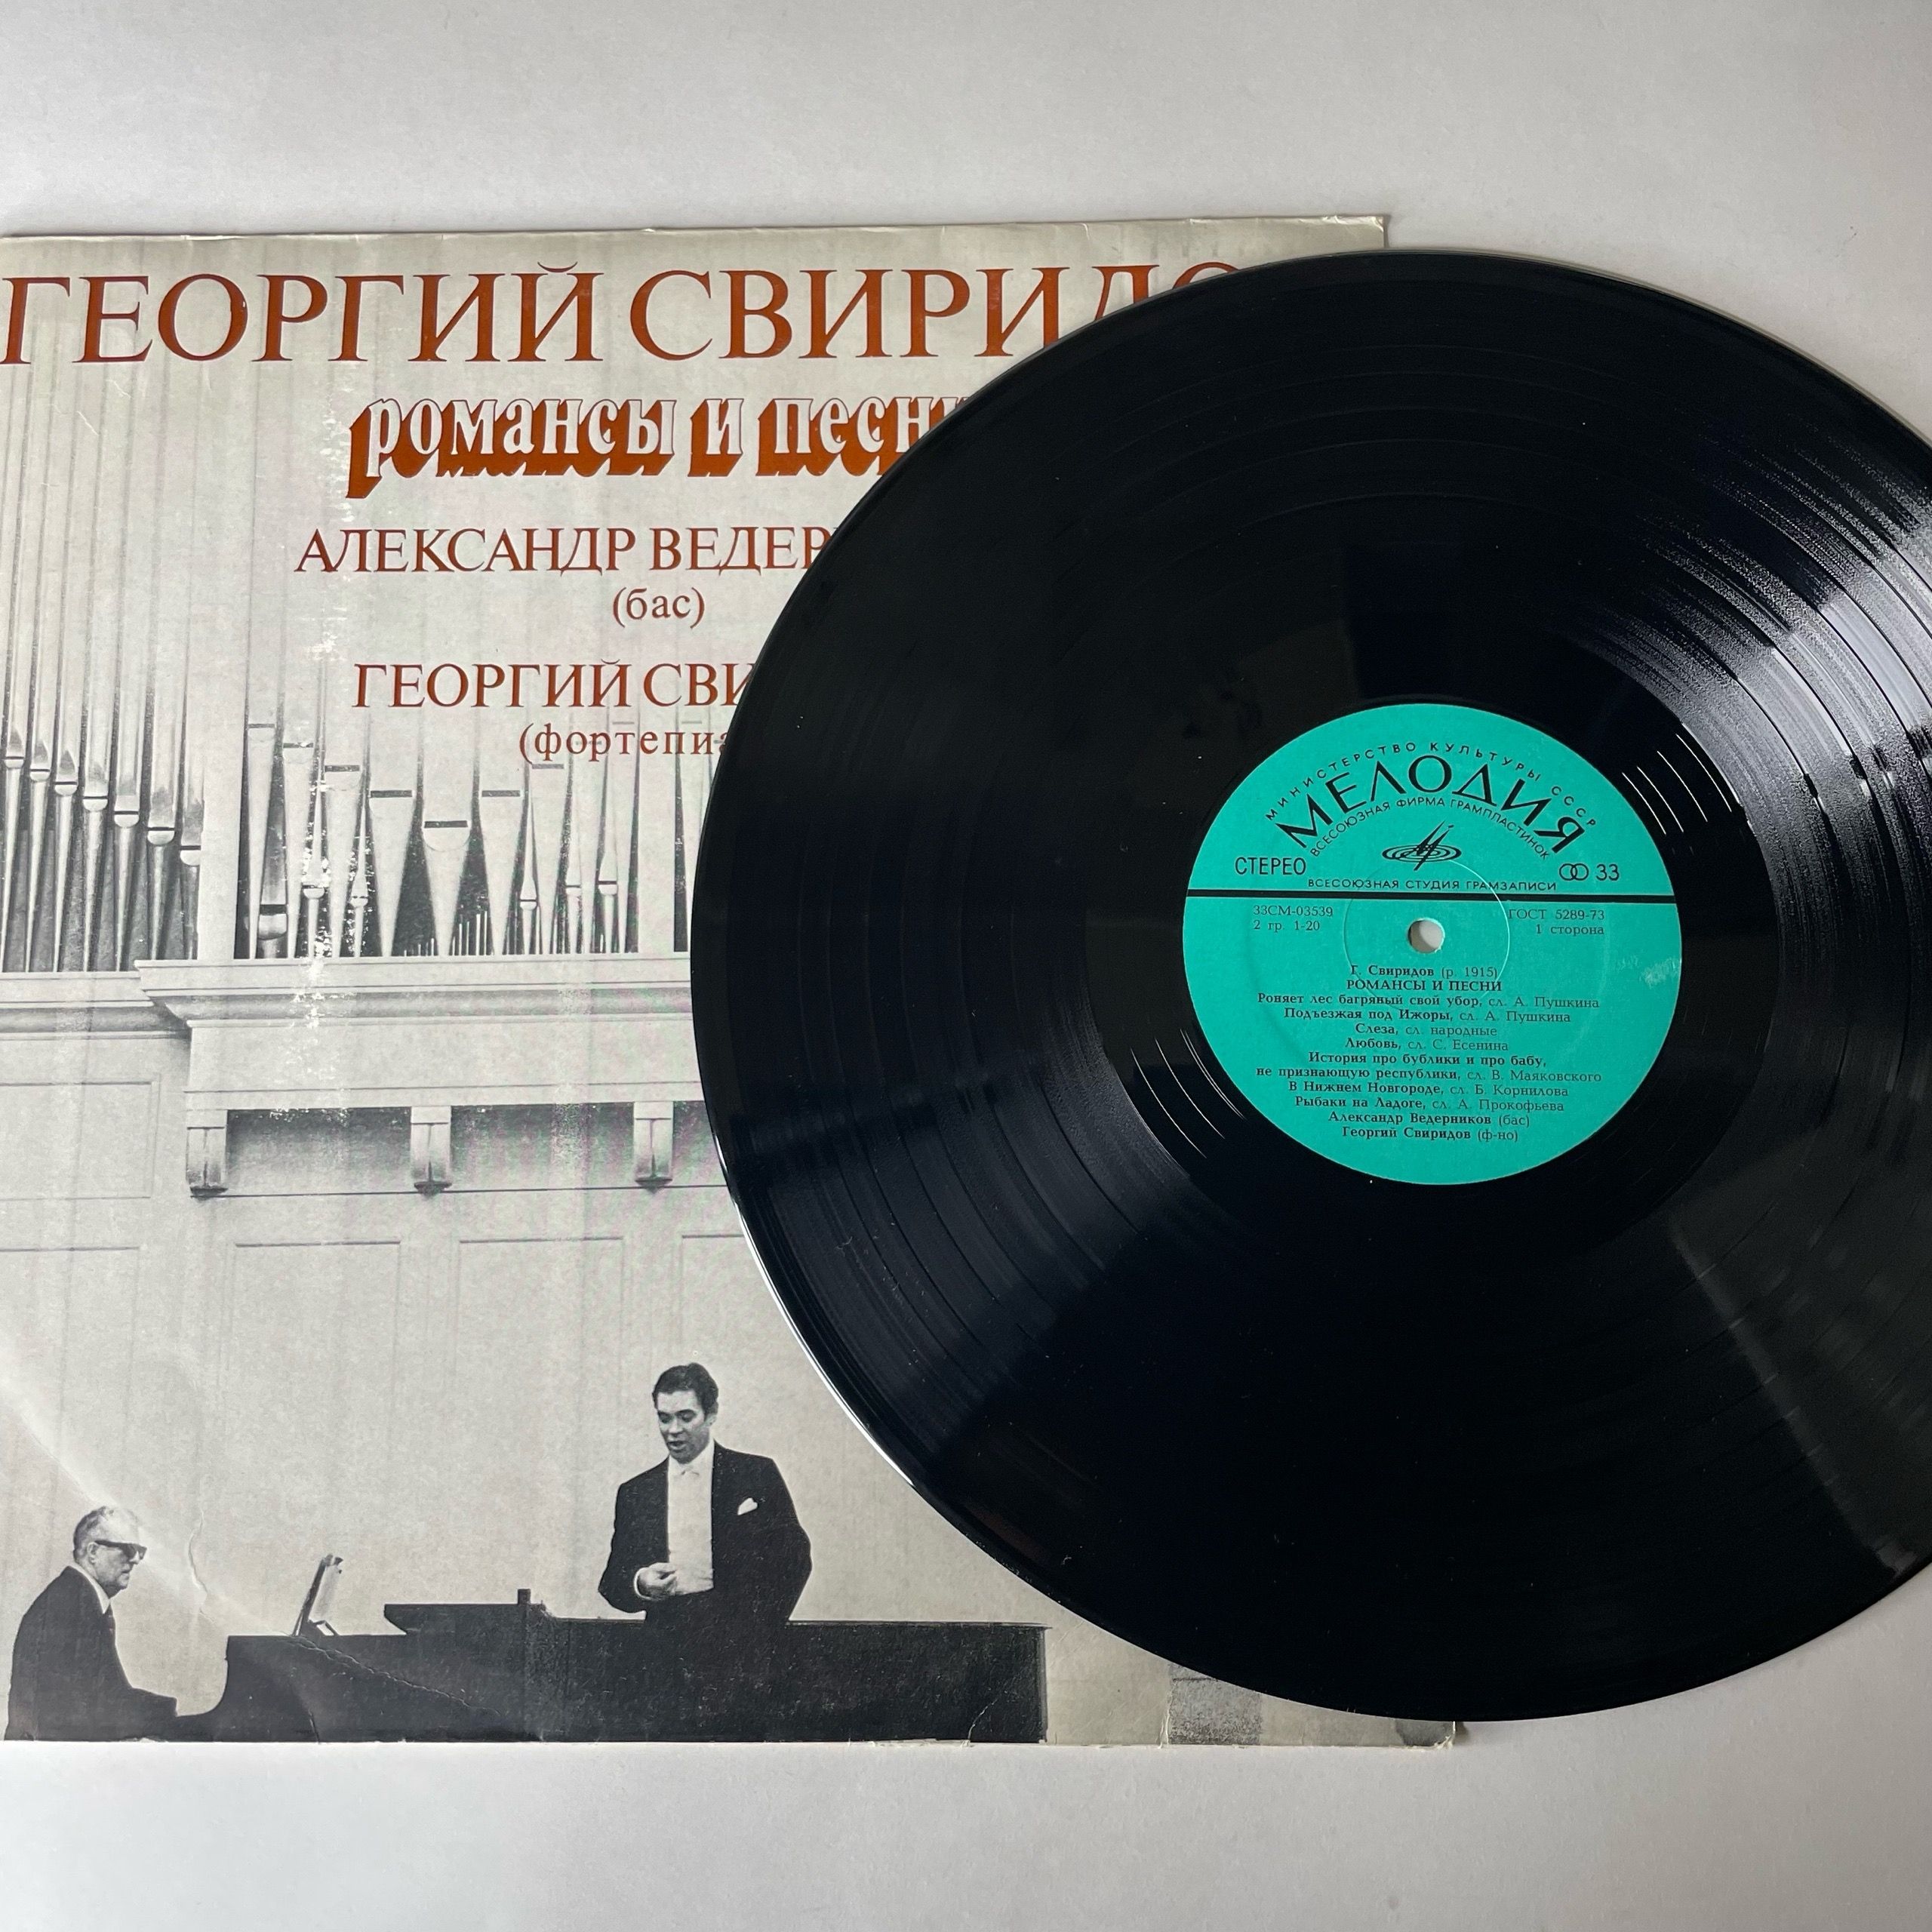 ГЕОРГИЙ СВИРИДО
романсы и песн
АЛЕКСАНДР ВЕДЕР
(бас)
ГЕОРГИЙ СВИ
(фортепиа
МИНИСТЕРСТВО КУЛЬТУРЫ СССР
МЕЛОДИЯ
ВСЕСОЮЗНАЯ ФИРМА ГРАМПЛАСТИНОК
СТЕРЕО
33
ВСЕСОЮЗНАЯ СТУДИЯ ГРАМЗАПИСИ
33СМ-03539 ГОСТ 5289-73
2 гр. 1-20 1 сторона
Г. Свиридов (р. 1915)
РОМАНСЫ И ПЕСНИ
Роняет лес багряный свой убор, сл. А. Пушкина
Подъезжая под Ижоры, сл. А. Пушкина
Слеза, сл. народные
Любовь, сл. С. Есенина
История про бублики и про бабу,
не признающую республики, сл. В. Маяковского
В Нижнем Новгороде, сл. Б. Корнилова
Рыбаки на Ладоге, сл. А. Прокофьева
Александр Ведерников (бас)
Георгий Свиридов (ф-но)